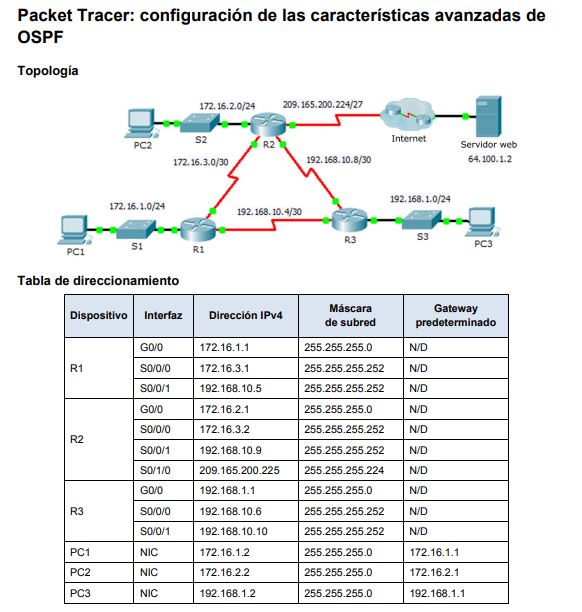 Packet Tracer: configuración de las características avanzadas de
OSPF
Topología
172.16.2.0/24
209.165.200.224/27
PC2
S2
R2
Internet
Servidor web
64.100.1.2
172.16.3.0/30
192.168.10.8/30
172.16.1.0/24
192.168.10.4/30
192.168.1.0/24
PC1
S1
R1
R3
S3
PC3
Tabla de direccionamiento
Dispositivo Interfaz Dirección IPv4 Máscara de subred Gateway predeterminado
R1 G0/0 172.16.1.1 255.255.255.0 N/D
S0/0/0 172.16.3.1 255.255.255.252 N/D
S0/0/1 192.168.10.5 255.255.255.252 N/D
R2 G0/0 172.16.2.1 255.255.255.0 N/D
S0/0/0 172.16.3.2 255.255.255.252 N/D
S0/0/1 192.168.10.9 255.255.255.252 N/D
S0/1/0 209.165.200.225 255.255.255.224 N/D
R3 G0/0 192.168.1.1 255.255.255.0 N/D
S0/0/0 192.168.10.6 255.255.255.252 N/D
S0/0/1 192.168.10.10 255.255.255.252 N/D
PC1 NIC 172.16.1.2 255.255.255.0 172.16.1.1
PC2 NIC 172.16.2.2 255.255.255.0 172.16.2.1
PC3 NIC 192.168.1.2 255.255.255.0 192.168.1.1